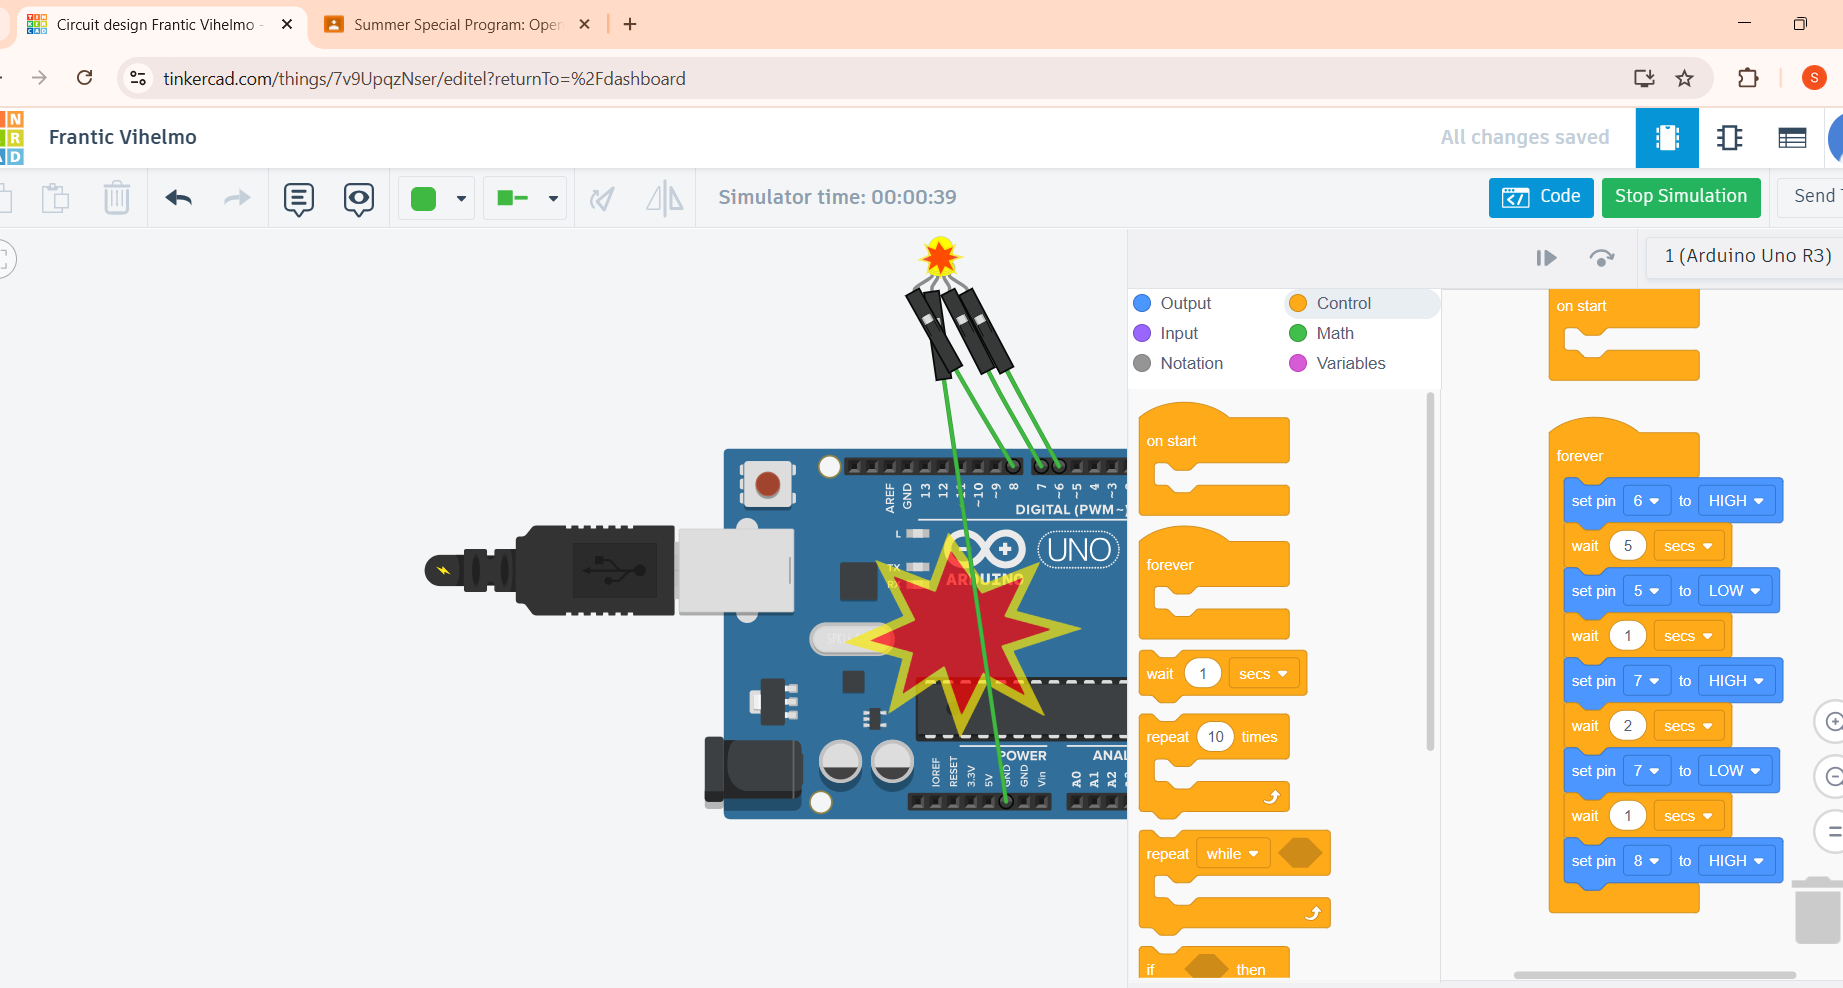 Circuit design Frantic Vihelmo -
Summer Special Program: Oper
tinkercad.com/things/7v9UpqzNser/editel?returnTo=%2Fdashboard
S
Frantic Vihelmo
All changes saved
Simulator time: 00:00:39
Code
Stop Simulation
Send
1 (Arduino Uno R3)
Output
Control
Input
Math
Notation
Variables
on start
forever
wait 1 secs
repeat 10 times
repeat while
if then
on start
forever
set pin 6 to HIGH
wait 5 secs
set pin 5 to LOW
wait 1 secs
set pin 7 to HIGH
wait 2 secs
set pin 7 to LOW
wait 1 secs
set pin 8 to HIGH
AREF
GND
13
12
~10
~9
8
7
~6
~5
4
~3
DIGITAL (PWM~)
L
TX
UNO
ARDUINO
POWER
ANAL
IOREF
RESET
3.3V
5V
GND
GND
Vin
A0
A1
A2